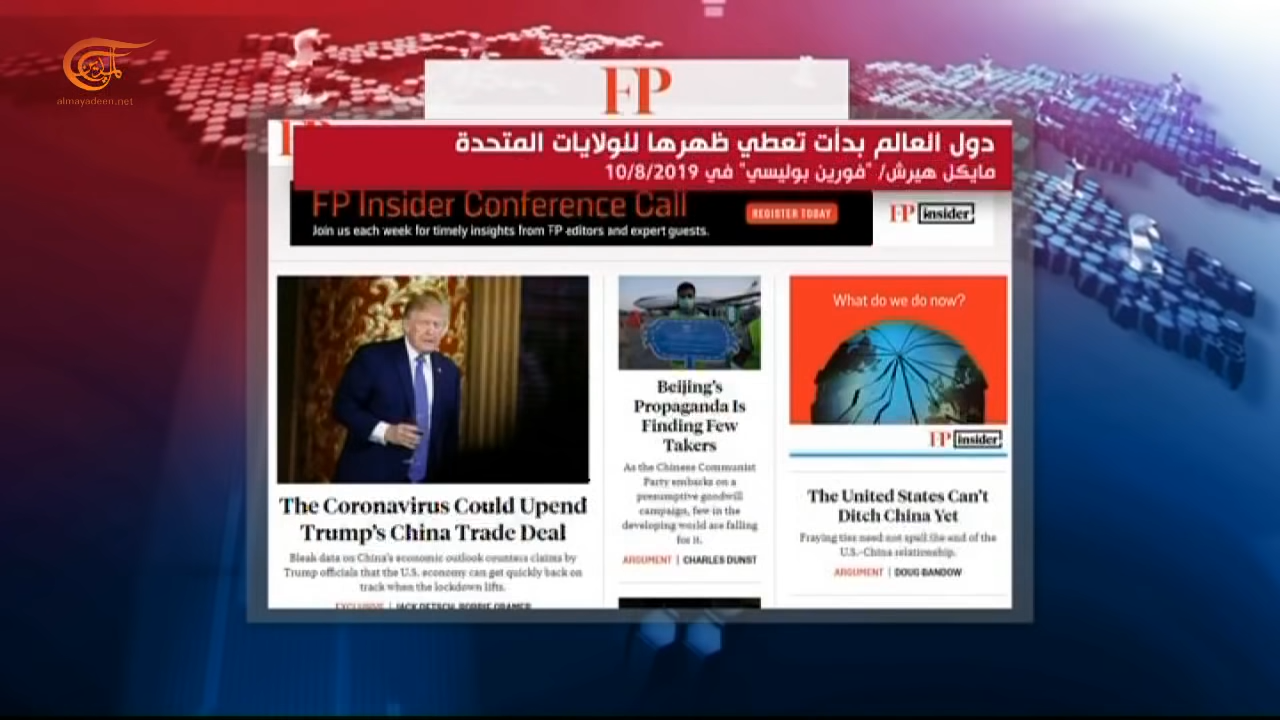 الميادين
almayadeen.net
FP
دول العالم بدأت تعطي ظهرها للولايات المتحدة
مايكل هيرش/ "فورين بوليسي" في 10/8/2019
FP Insider Conference Call
Join us each week for timely insights from FP editors and expert guests.
REGISTER TODAY
FP insider
The Coronavirus Could Upend
Trump's China Trade Deal
Bleak data on China's economic outlook counters claims by
Trump officials that the U.S. economy can get quickly back on
track when the lockdown lifts.
EXCLUSIVE | JACK DETSCH, ROBBIE GRAMER
Beijing's
Propaganda Is
Finding Few
Takers
As the Chinese Communist
Party embarks on a
presumptive goodwill
campaign, few in the
developing world are falling
for it.
ARGUMENT | CHARLES DUNST
What do we do now?
FP insider
The United States Can't
Ditch China Yet
Fraying ties need not spell the end of the
U.S.-China relationship.
ARGUMENT | DOUG BANDOW